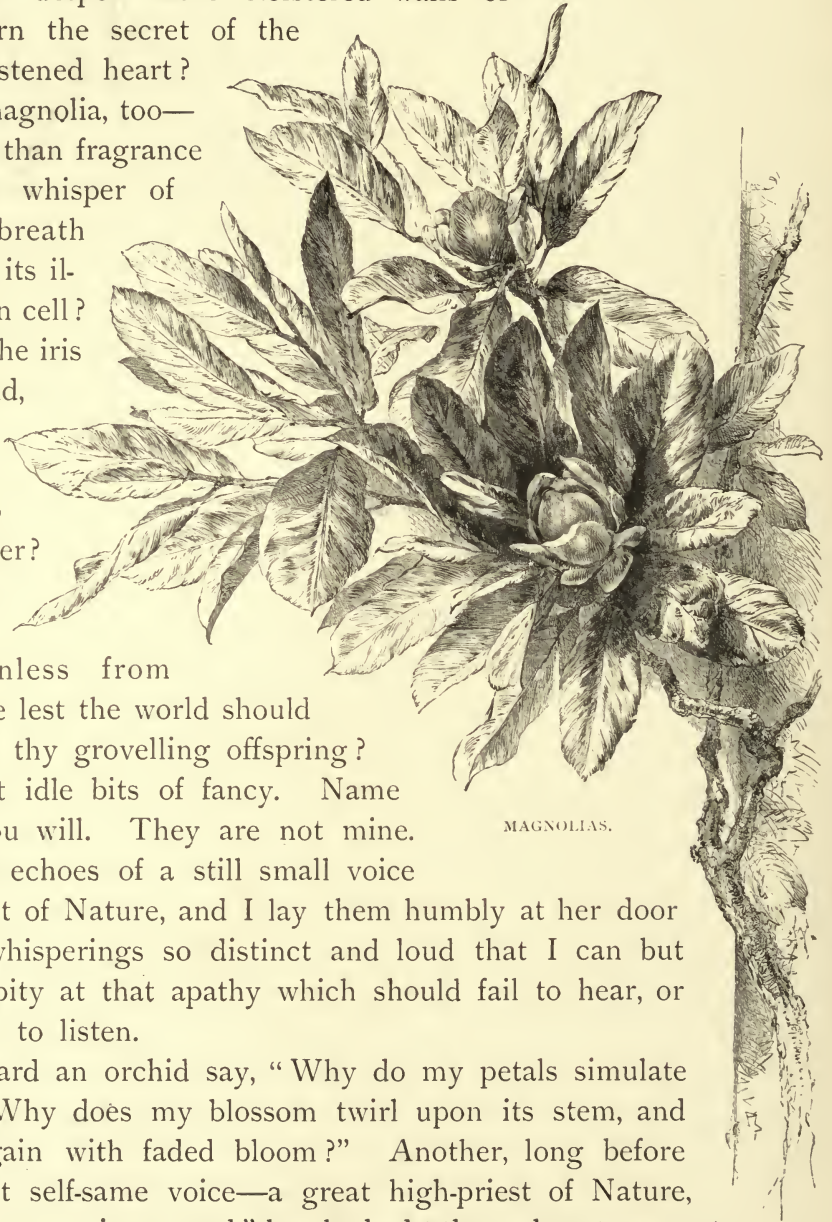 rn the secret of the
stened heart?
agnolia, too—
than fragrance
whisper of
breath
its il-
n cell?
he iris
d,
er?
nless from
e lest the world should
thy grovelling offspring?
t idle bits of fancy. Name
ou will. They are not mine.
echoes of a still small voice
MAGNOLIAS.
t of Nature, and I lay them humbly at her door
whisperings so distinct and loud that I can but
pity at that apathy which should fail to hear, or
to listen.
ard an orchid say, “Why do my petals simulate
Why does my blossom twirl upon its stem, and
gain with faded bloom?” Another, long before
t self-same voice—a great high-priest of Nature,